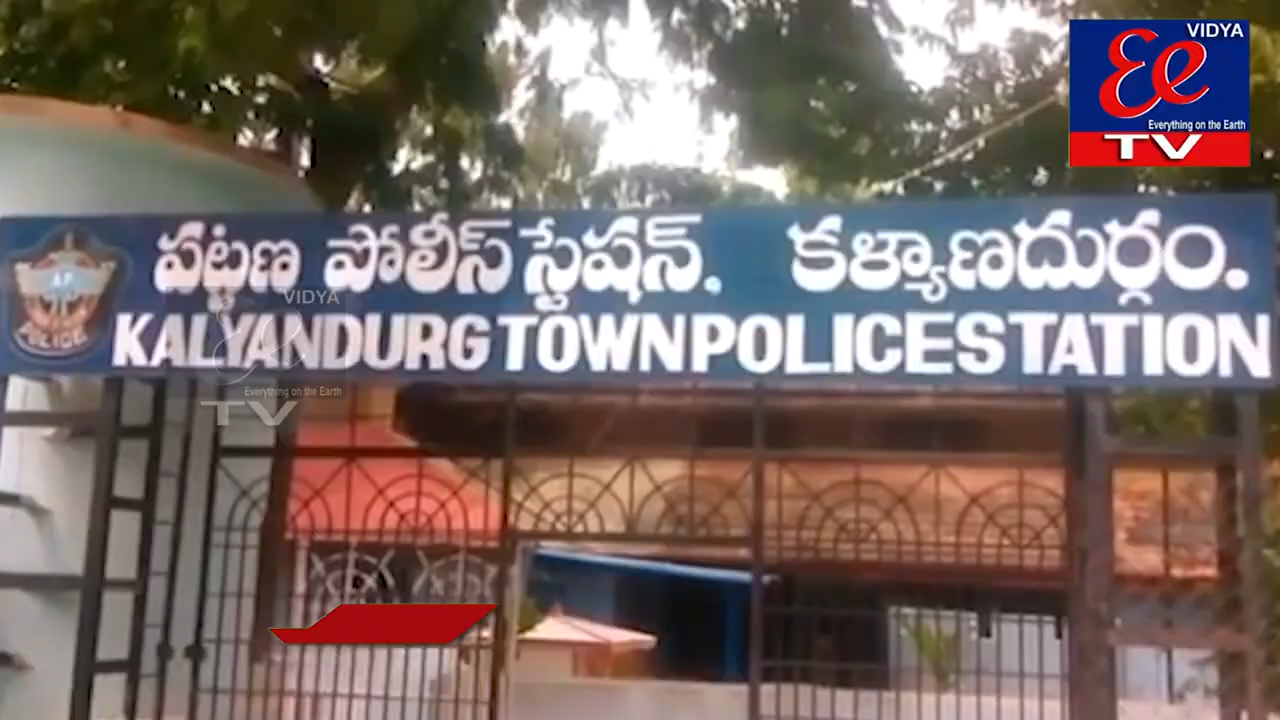 VIDYA
Ee
Everything on the Earth
TV
పట్టణ పోలీస్ స్టేషన్. కళ్యాణదుర్గం.
A.P.
POLICE
KALYANDURG TOWN POLICE STATION
VIDYA
e
Everything on the Earth
TV